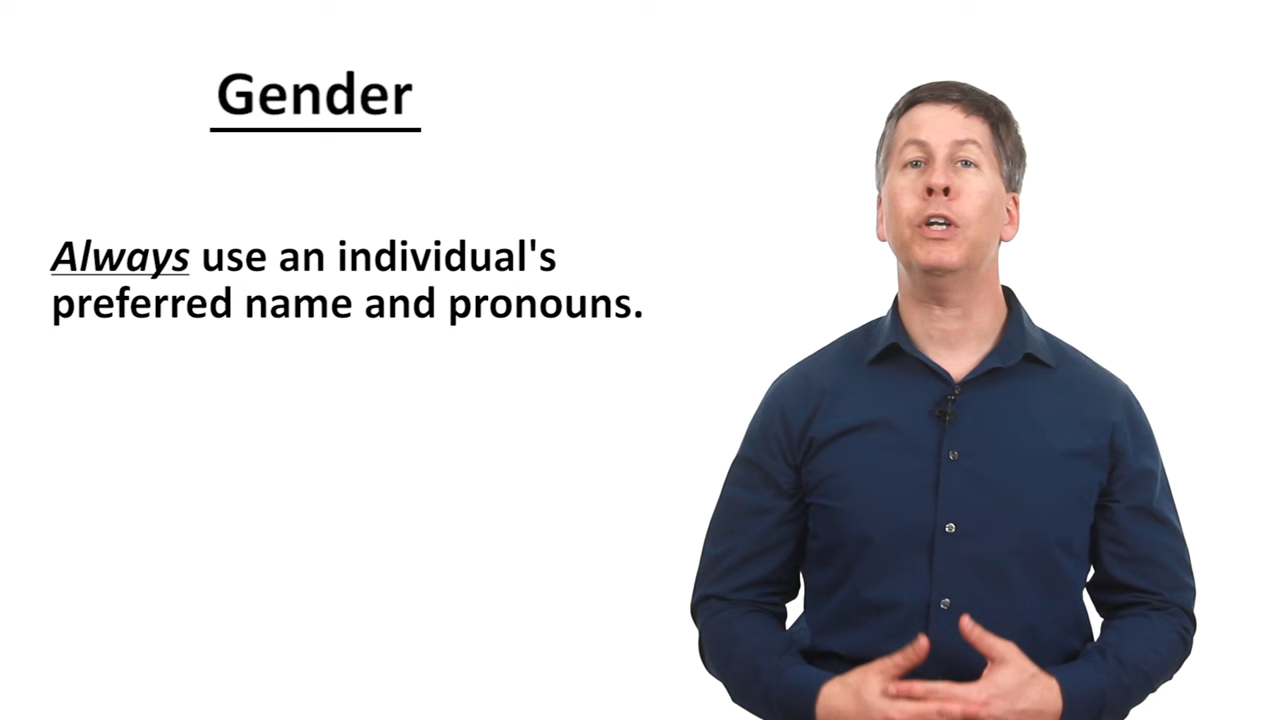 Gender
Always use an individual's
preferred name and pronouns.